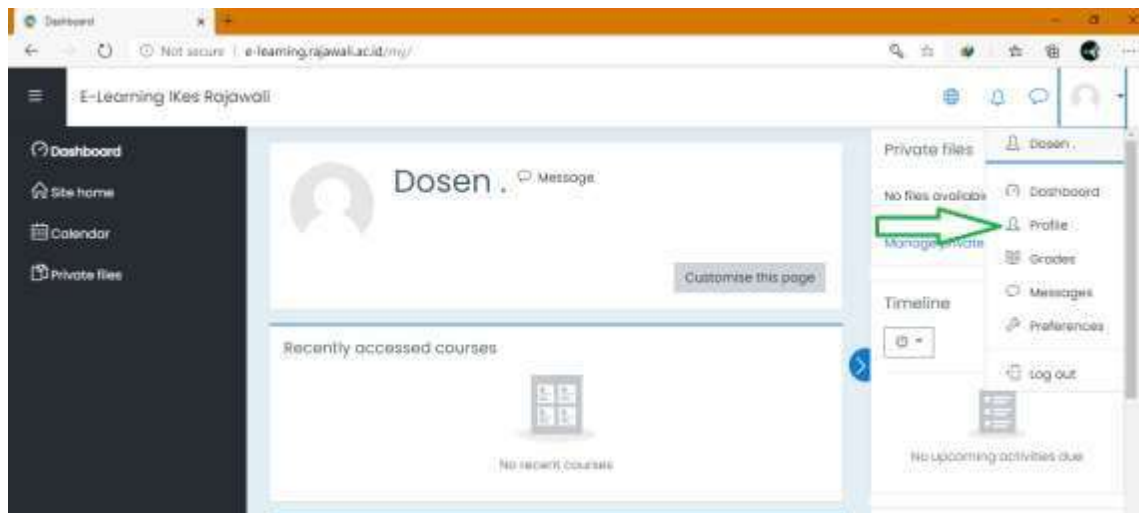 Dashboard
Not secure | e-learning.rajawali.ac.id/my/
E-Learning IKes Rajawali
Dashboard
Site home
Calendar
Private files
Dosen .
Message
Customise this page
Recently accessed courses
No recent courses
Private files
No files available
Manage private
Timeline
No upcoming activities due
Dosen .
Dashboard
Profile
Grades
Messages
Preferences
Log out